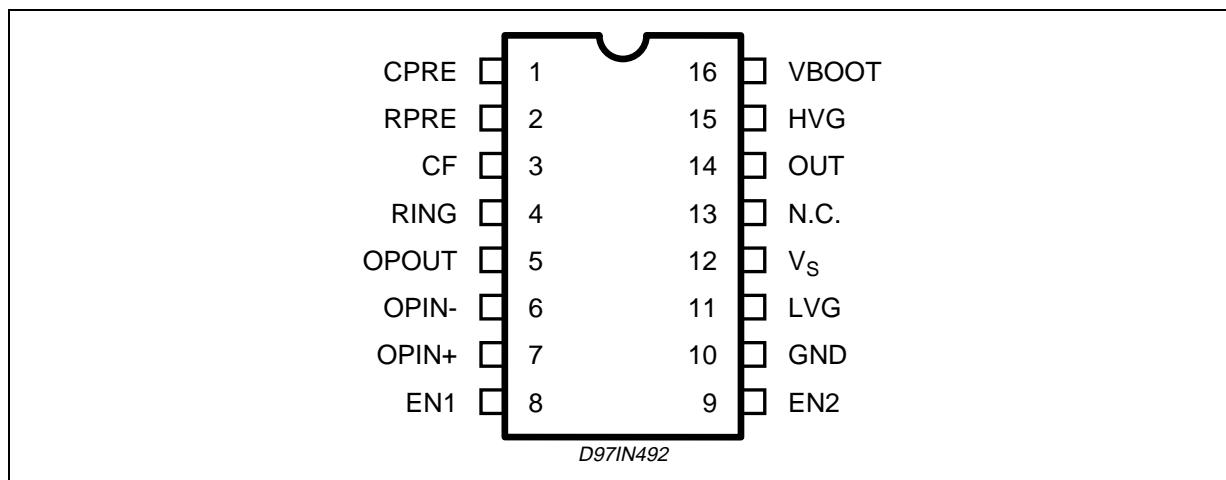 CPRE 1 16 VBOOT
RPRE 2 15 HVG
CF 3 14 OUT
RING 4 13 N.C.
OPOUT 5 12 VS
OPIN- 6 11 LVG
OPIN+ 7 10 GND
EN1 8 9 EN2
D97IN492